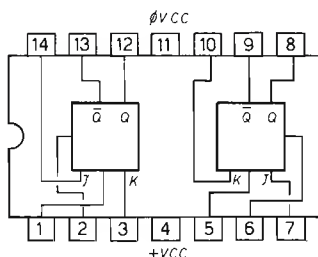 ØVCC
14 13 12 11 10 9 8
Q̅ Q Q̅ Q
J K K J
1 2 3 4 5 6 7
+VCC